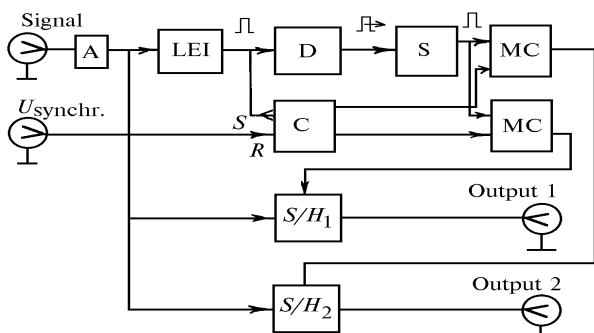 Signal
A
LEI
D
S
MC
Usynchr.
S
R
C
MC
S/H1
Output 1
S/H2
Output 2